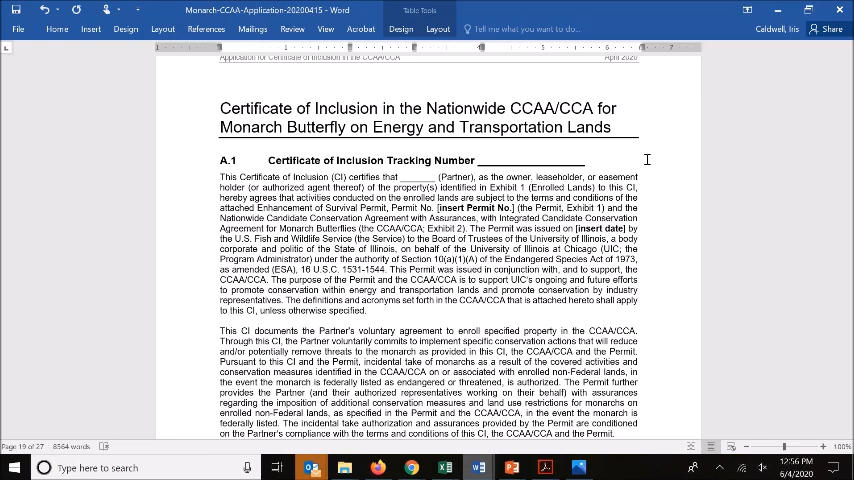 Monarch-CCAA-Application-20200415 - Word
Table Tools
File Home Insert Design Layout References Mailings Review View Acrobat Design Layout Tell me what you want to do... Caldwell, Iris Share
1 1 2 3 4 5 6 7
Application for Certificate of Inclusion in the CCAA/CCA April 2020
Certificate of Inclusion in the Nationwide CCAA/CCA for
Monarch Butterfly on Energy and Transportation Lands
A.1 Certificate of Inclusion Tracking Number ____________________
This Certificate of Inclusion (CI) certifies that _______ (Partner), as the owner, leaseholder, or easement
holder (or authorized agent thereof) of the property(s) identified in Exhibit 1 (Enrolled Lands) to this CI,
hereby agrees that activities conducted on the enrolled lands are subject to the terms and conditions of the
attached Enhancement of Survival Permit, Permit No. [insert Permit No.] (the Permit, Exhibit 1) and the
Nationwide Candidate Conservation Agreement with Assurances, with Integrated Candidate Conservation
Agreement for Monarch Butterflies (the CCAA/CCA; Exhibit 2). The Permit was issued on [insert date] by
the U.S. Fish and Wildlife Service (the Service) to the Board of Trustees of the University of Illinois, a body
corporate and politic of the State of Illinois, on behalf of the University of Illinois at Chicago (UIC; the
Program Administrator) under the authority of Section 10(a)(1)(A) of the Endangered Species Act of 1973,
as amended (ESA), 16 U.S.C. 1531-1544. This Permit was issued in conjunction with, and to support, the
CCAA/CCA. The purpose of the Permit and the CCAA/CCA is to support UIC's ongoing and future efforts
to promote conservation within energy and transportation lands and promote conservation by industry
representatives. The definitions and acronyms set forth in the CCAA/CCA that is attached hereto shall apply
to this CI, unless otherwise specified.
This CI documents the Partner's voluntary agreement to enroll specified property in the CCAA/CCA.
Through this CI, the Partner voluntarily commits to implement specific conservation actions that will reduce
and/or potentially remove threats to the monarch as provided in this CI, the CCAA/CCA and the Permit.
Pursuant to this CI and the Permit, incidental take of monarchs as a result of the covered activities and
conservation measures identified in the CCAA/CCA on or associated with enrolled non-Federal lands, in
the event the monarch is federally listed as endangered or threatened, is authorized. The Permit further
provides the Partner (and their authorized representatives working on their behalf) with assurances
regarding the imposition of additional conservation measures and land use restrictions for monarchs on
enrolled non-Federal lands, as specified in the Permit and the CCAA/CCA, in the event the monarch is
federally listed. The incidental take authorization and assurances provided by the Permit are conditioned
on the Partner's compliance with the terms and conditions of this CI, the CCAA/CCA and the Permit.
Page 19 of 27 8564 words 100%
Type here to search
12:56 PM
6/4/2020